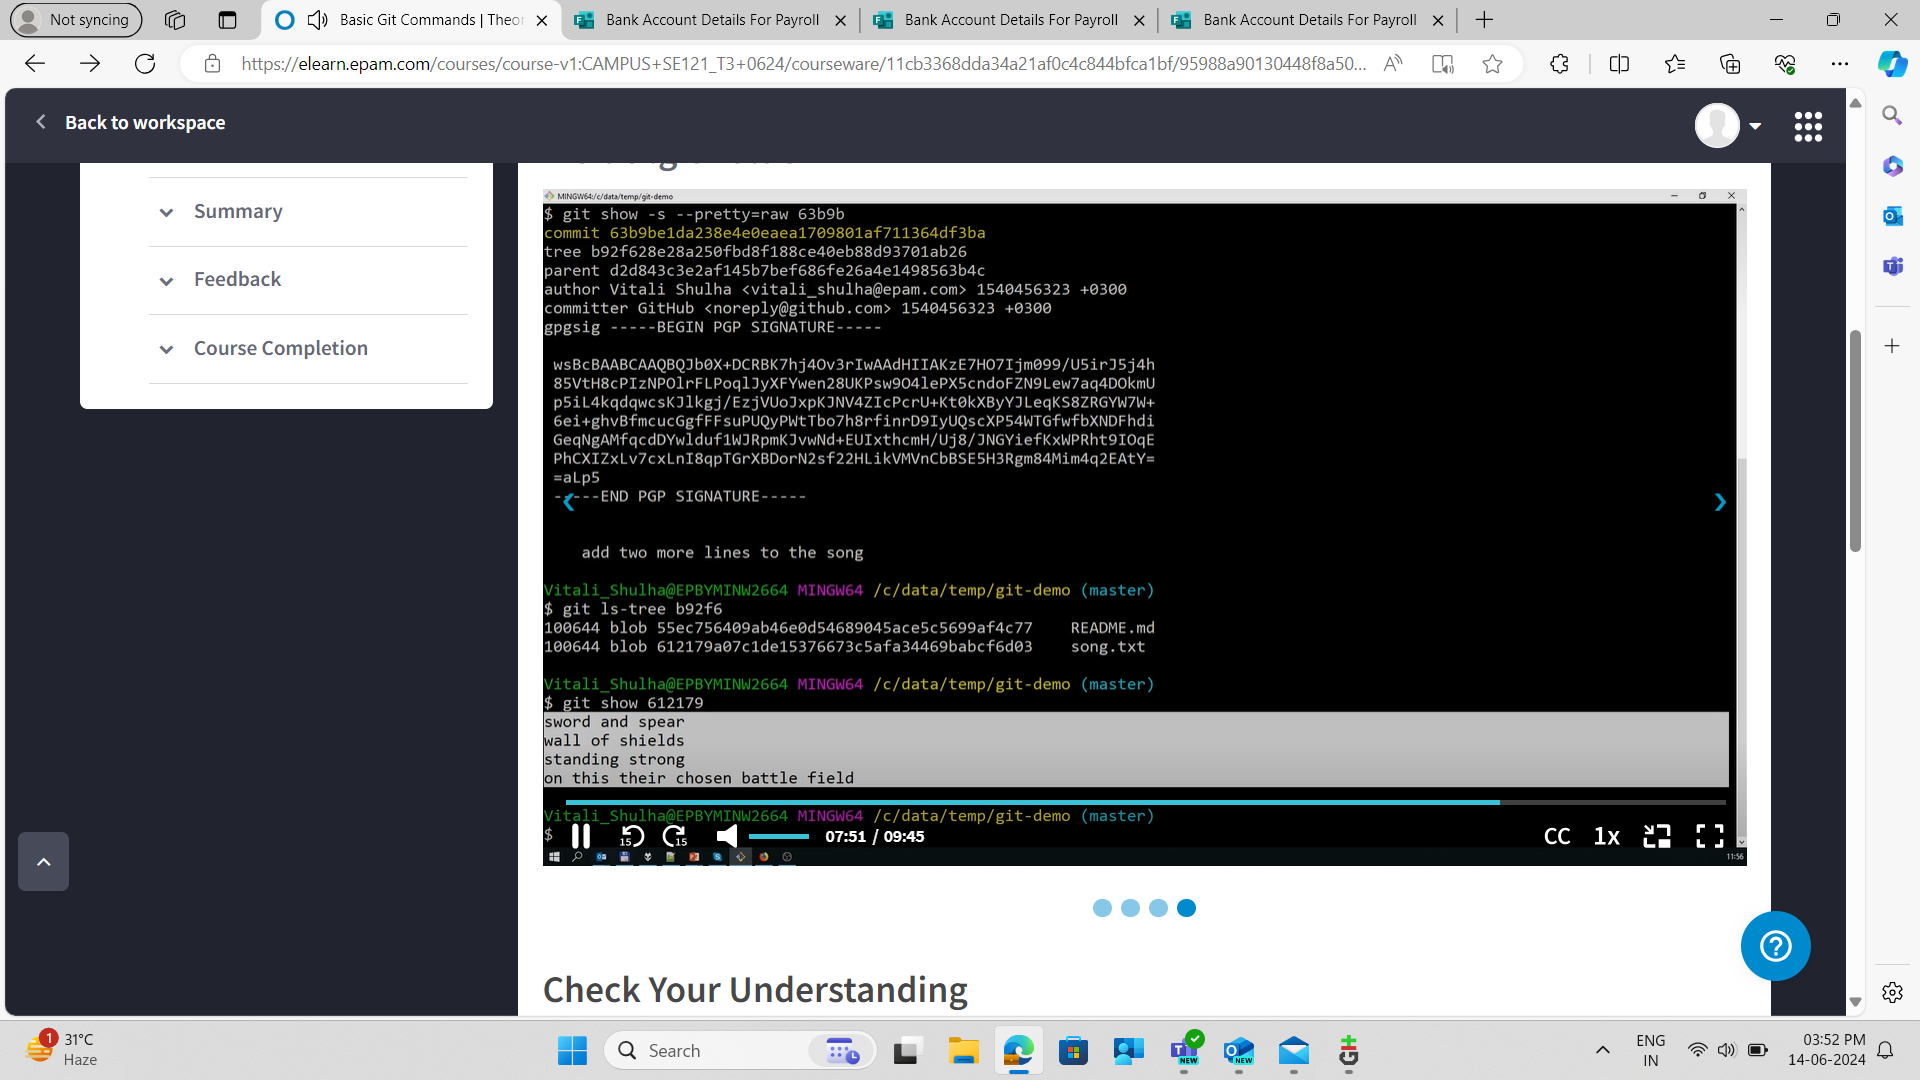 Not syncing
Basic Git Commands | Theor
Bank Account Details For Payroll
Bank Account Details For Payroll
Bank Account Details For Payroll
https://elearn.epam.com/courses/course-v1:CAMPUS+SE121_T3+0624/courseware/11cb3368dda34a21af0c4c844bfca1bf/95988a90130448f8a50...
Back to workspace
Summary
Feedback
Course Completion
MINGW64:/c/data/temp/git-demo
$ git show -s --pretty=raw 63b9b
commit 63b9be1da238e4e0eaea1709801af711364df3ba
tree b92f628e28a250fbd8f188ce40eb88d93701ab26
parent d2d843c3e2af145b7bef686fe26a4e1498563b4c
author Vitali Shulha <vitali_shulha@epam.com> 1540456323 +0300
committer GitHub <noreply@github.com> 1540456323 +0300
gpgsig -----BEGIN PGP SIGNATURE-----
wsBcBAABCAAQBQJb0X+DCRBK7hj4Ov3rIwAAdHIIAKzE7HO7Ijm099/U5irJ5j4h
85VtH8cPIzNPOlrFLPoqlJyXFYwen28UKPsw9O4lePX5cndoFZN9Lew7aq4DOkmU
p5iL4kqdqwcsKJlkgj/EzjVUoJxpKJNV4ZIcPcrU+Kt0kXByYJLeqKS8ZRGYW7W+
6ei+ghvBfmcucGgfFFsuPUQyPWtTbo7h8rfinrD9IyUQscXP54WTGfwfbXNDFhdi
GeqNgAMfqcdDYwlduf1WJRpmKJvwNd+EUIxthcmH/Uj8/JNGYiefKxWPRht9IOqE
PhCXIZxLv7cxLnI8qpTGrXBDorN2sf22HLikVMVnCbBSE5H3Rgm84Mim4q2EAtY=
=aLp5
-----END PGP SIGNATURE-----
add two more lines to the song
Vitali_Shulha@EPBYMINW2664 MINGW64 /c/data/temp/git-demo (master)
$ git ls-tree b92f6
100644 blob 55ec756409ab46e0d54689045ace5c5699af4c77 README.md
100644 blob 612179a07c1de15376673c5afa34469babcf6d03 song.txt
Vitali_Shulha@EPBYMINW2664 MINGW64 /c/data/temp/git-demo (master)
$ git show 612179
sword and spear
wall of shields
standing strong
on this their chosen battle field
Vitali_Shulha@EPBYMINW2664 MINGW64 /c/data/temp/git-demo (master)
$
15 15 07:51 / 09:45 CC 1x
11:56
Check Your Understanding
1 31°C
Haze
Search
NEW
NEW
ENG
IN
03:52 PM
14-06-2024